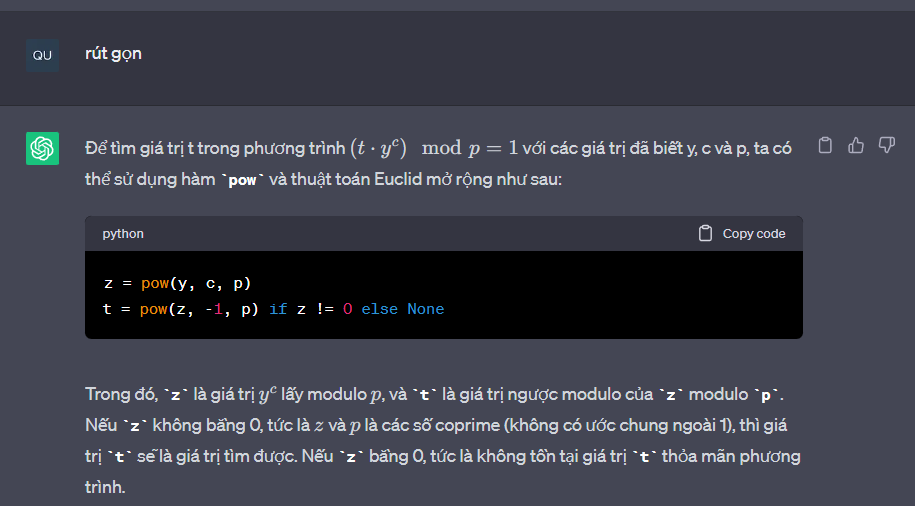 QU
rút gọn
Để tìm giá trị t trong phương trình (t · y^c) mod p = 1 với các giá trị đã biết y, c và p, ta có
thể sử dụng hàm `pow` và thuật toán Euclid mở rộng như sau:
python
Copy code
z = pow(y, c, p)
t = pow(z, -1, p) if z != 0 else None
Trong đó, `z` là giá trị y^c lấy modulo p, và `t` là giá trị ngược modulo của `z` modulo `p`.
Nếu `z` không bằng 0, tức là z và p là các số coprime (không có ước chung ngoài 1), thì giá
trị `t` sẽ là giá trị tìm được. Nếu `z` bằng 0, tức là không tồn tại giá trị `t` thỏa mãn phương
trình.